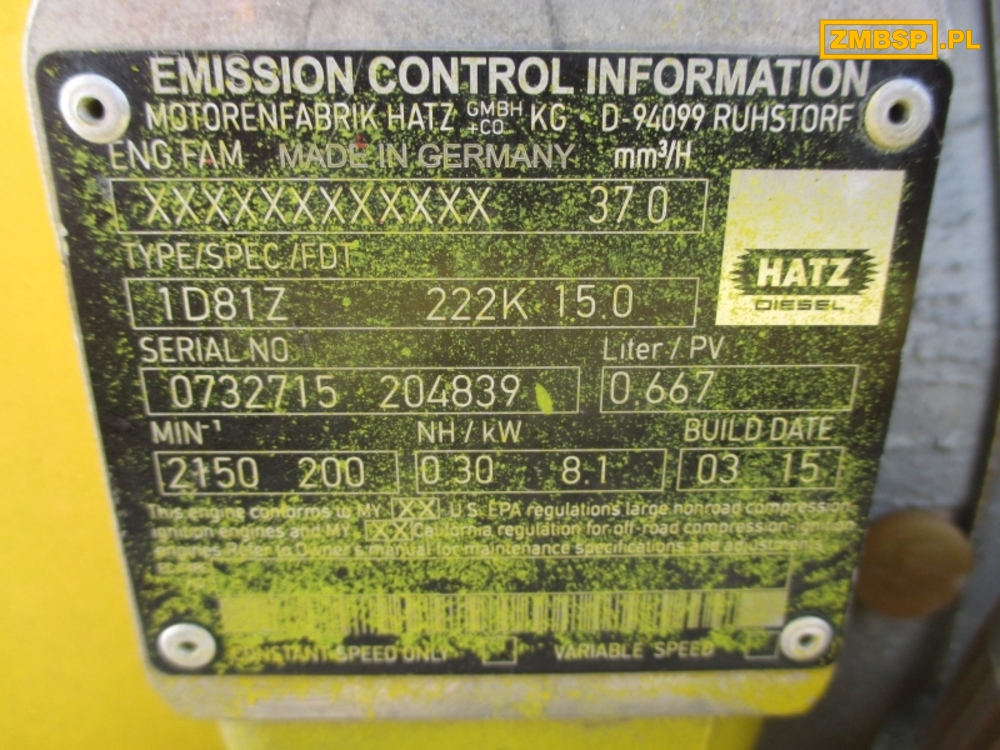 ZMBSP.PL
EMISSION CONTROL INFORMATION
MOTORENFABRIK HATZ GMBH +CO KG D-94099 RUHSTORF
ENG FAM MADE IN GERMANY mm³/H
XXXXXXXXXXXX 37.0
TYPE/SPEC/FDT
HATZ
DIESEL
1D81Z 222K 15.0
SERIAL NO. Liter / PV
0732715 204839 0.667
MIN-¹ NH / kW BUILD DATE
2150 200 0.30 8.1 03 15
This engine conforms to MY XX U.S. EPA regulations large nonroad compression-
ignition engines and MY XX California regulation for off-road compression-ignition
engines Refer to Owner's manual for maintenance specifications and adjustments
CONSTANT SPEED ONLY VARIABLE SPEED